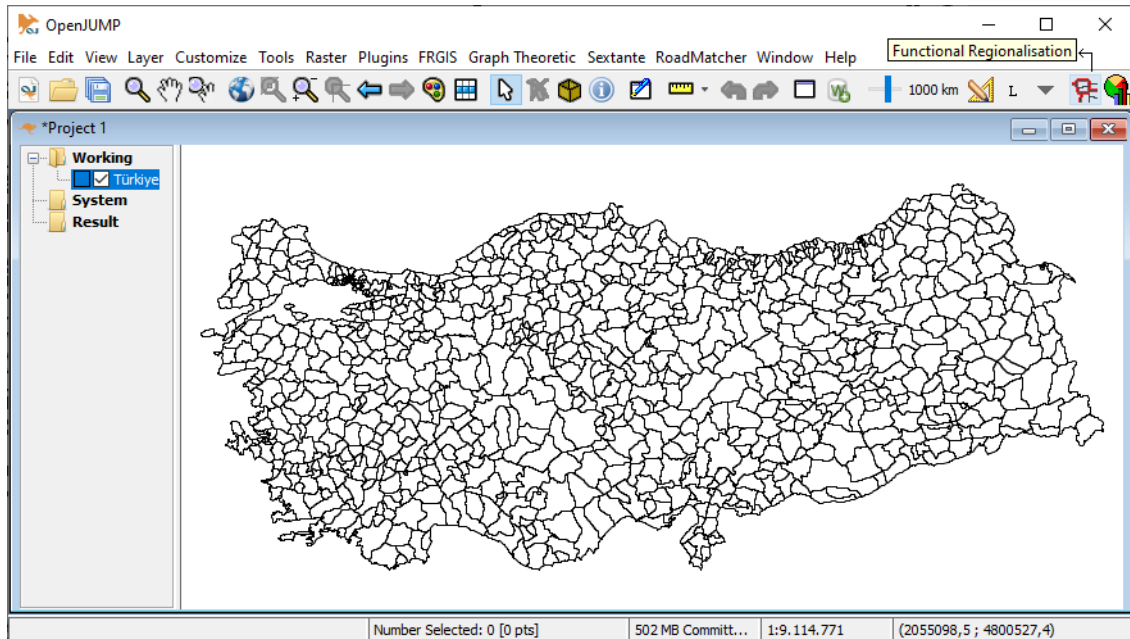 OpenJUMP
File Edit View Layer Customize Tools Raster Plugins FRGIS Graph Theoretic Sextante RoadMatcher Window Help
Functional Regionalisation
1000 km L
*Project 1
Working
Türkiye
System
Result
Number Selected: 0 [0 pts] 502 MB Committ... 1:9.114.771 (2055098,5 ; 4800527,4)